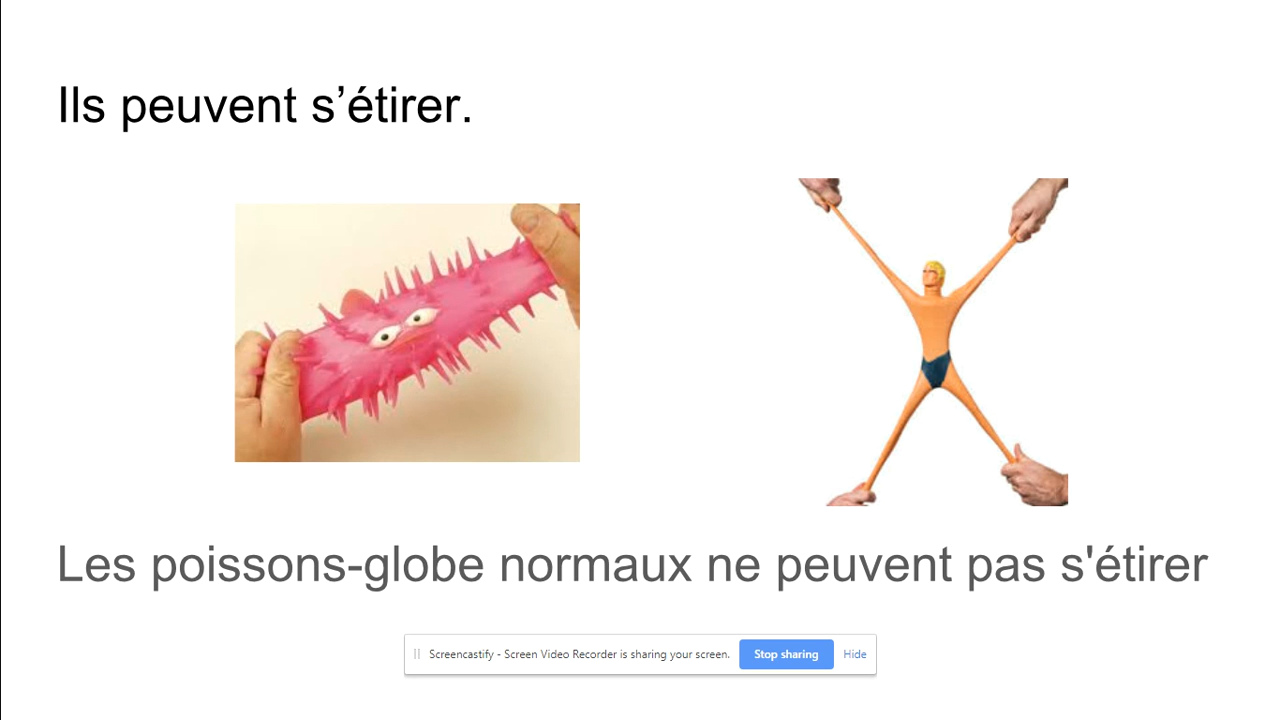 Ils peuvent s’étirer.
Les poissons-globe normaux ne peuvent pas s'étirer
Screencastify - Screen Video Recorder is sharing your screen. Stop sharing Hide